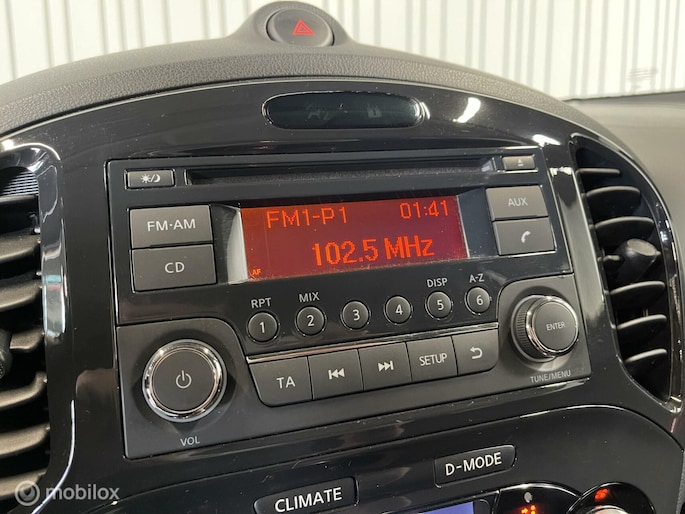 FM1-P1 01:41
102.5 MHz
AF
FM·AM
AUX
CD
RPT MIX DISP A-Z
1 2 3 4 5 6
ENTER
TA SETUP
TUNE/MENU
VOL
D-MODE
CLIMATE
mobilox